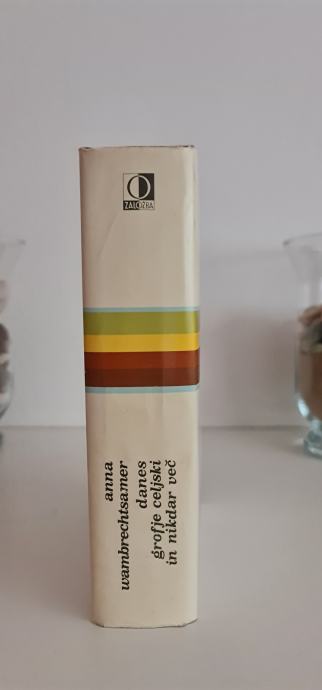 ZALOŽBA
anna
wambrechtsamer
danes
grofje celjski
in nikdar več